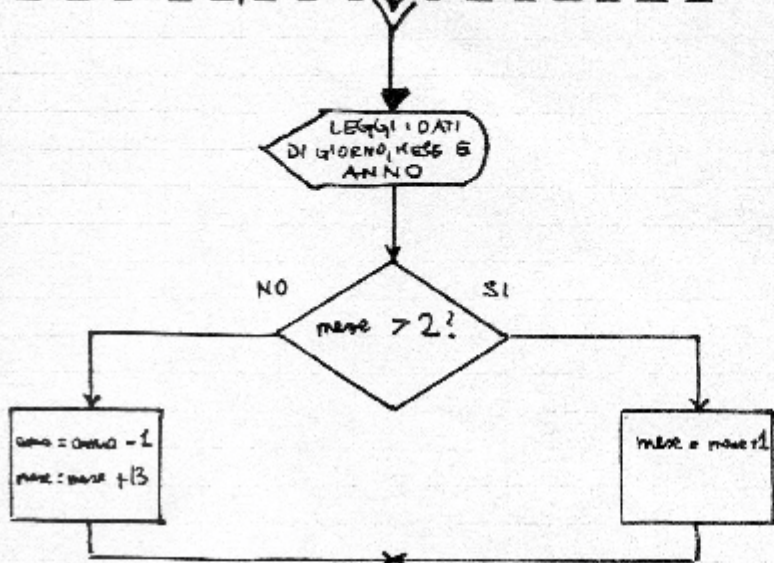 LEGGI I DATI
DI GIORNO, MESE E
ANNO
NO
SI
mese > 2?
anno = anno - 1
mese = mese + 13
mese = mese + 1